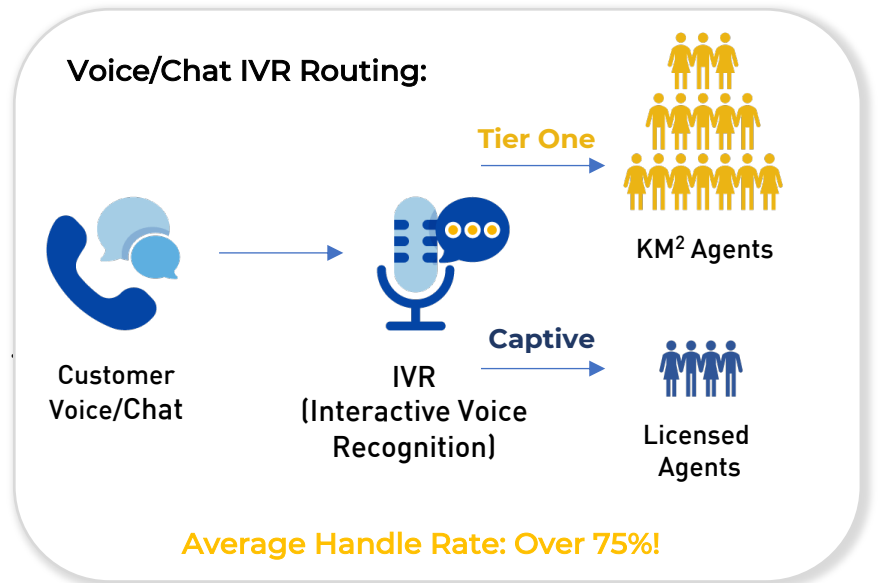 Voice/Chat IVR Routing:
Tier One
KM² Agents
Captive
Customer
Voice/Chat
IVR
(Interactive Voice
Recognition)
Licensed
Agents
Average Handle Rate: Over 75%!